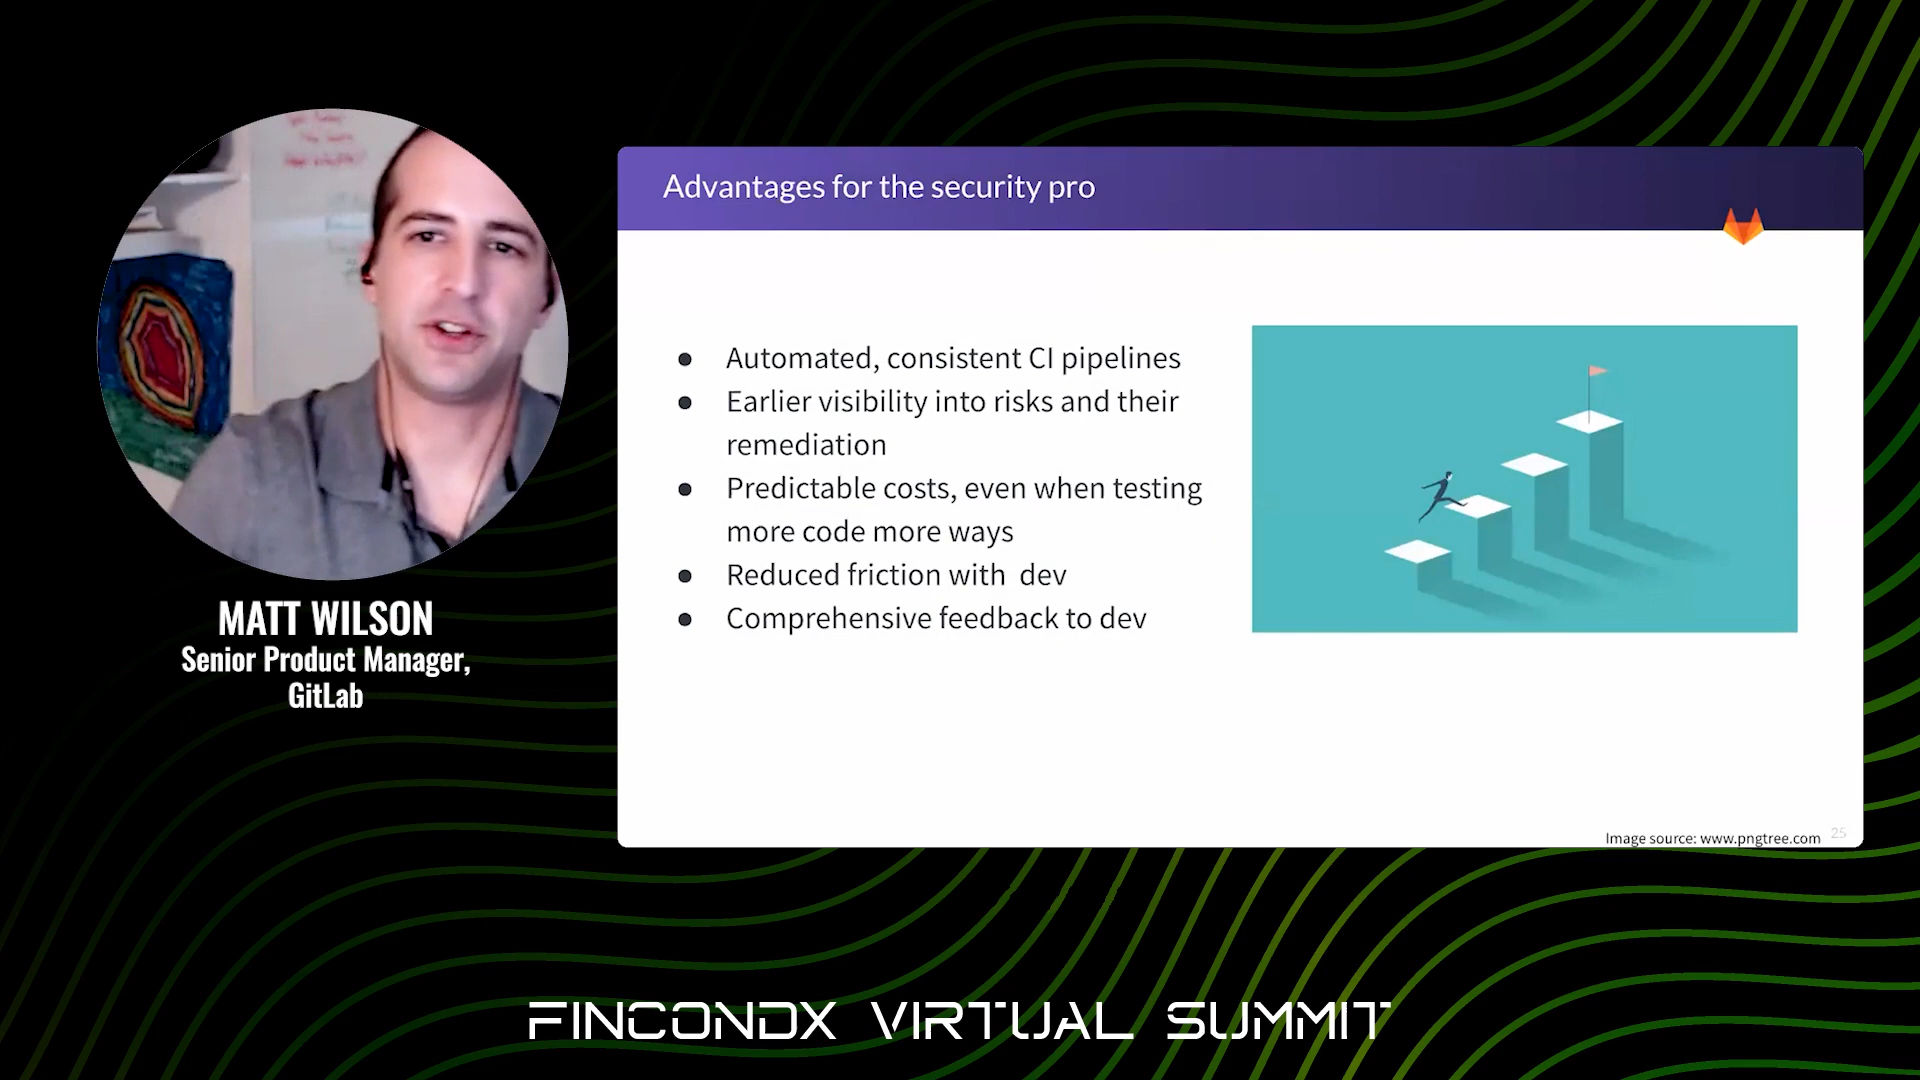 MATT WILSON
Senior Product Manager,
GitLab
Advantages for the security pro
● Automated, consistent CI pipelines
● Earlier visibility into risks and their
remediation
● Predictable costs, even when testing
more code more ways
● Reduced friction with  dev
● Comprehensive feedback to dev
Image source: www.pngtree.com
25
FINCONDX VIRTUAL SUMMIT